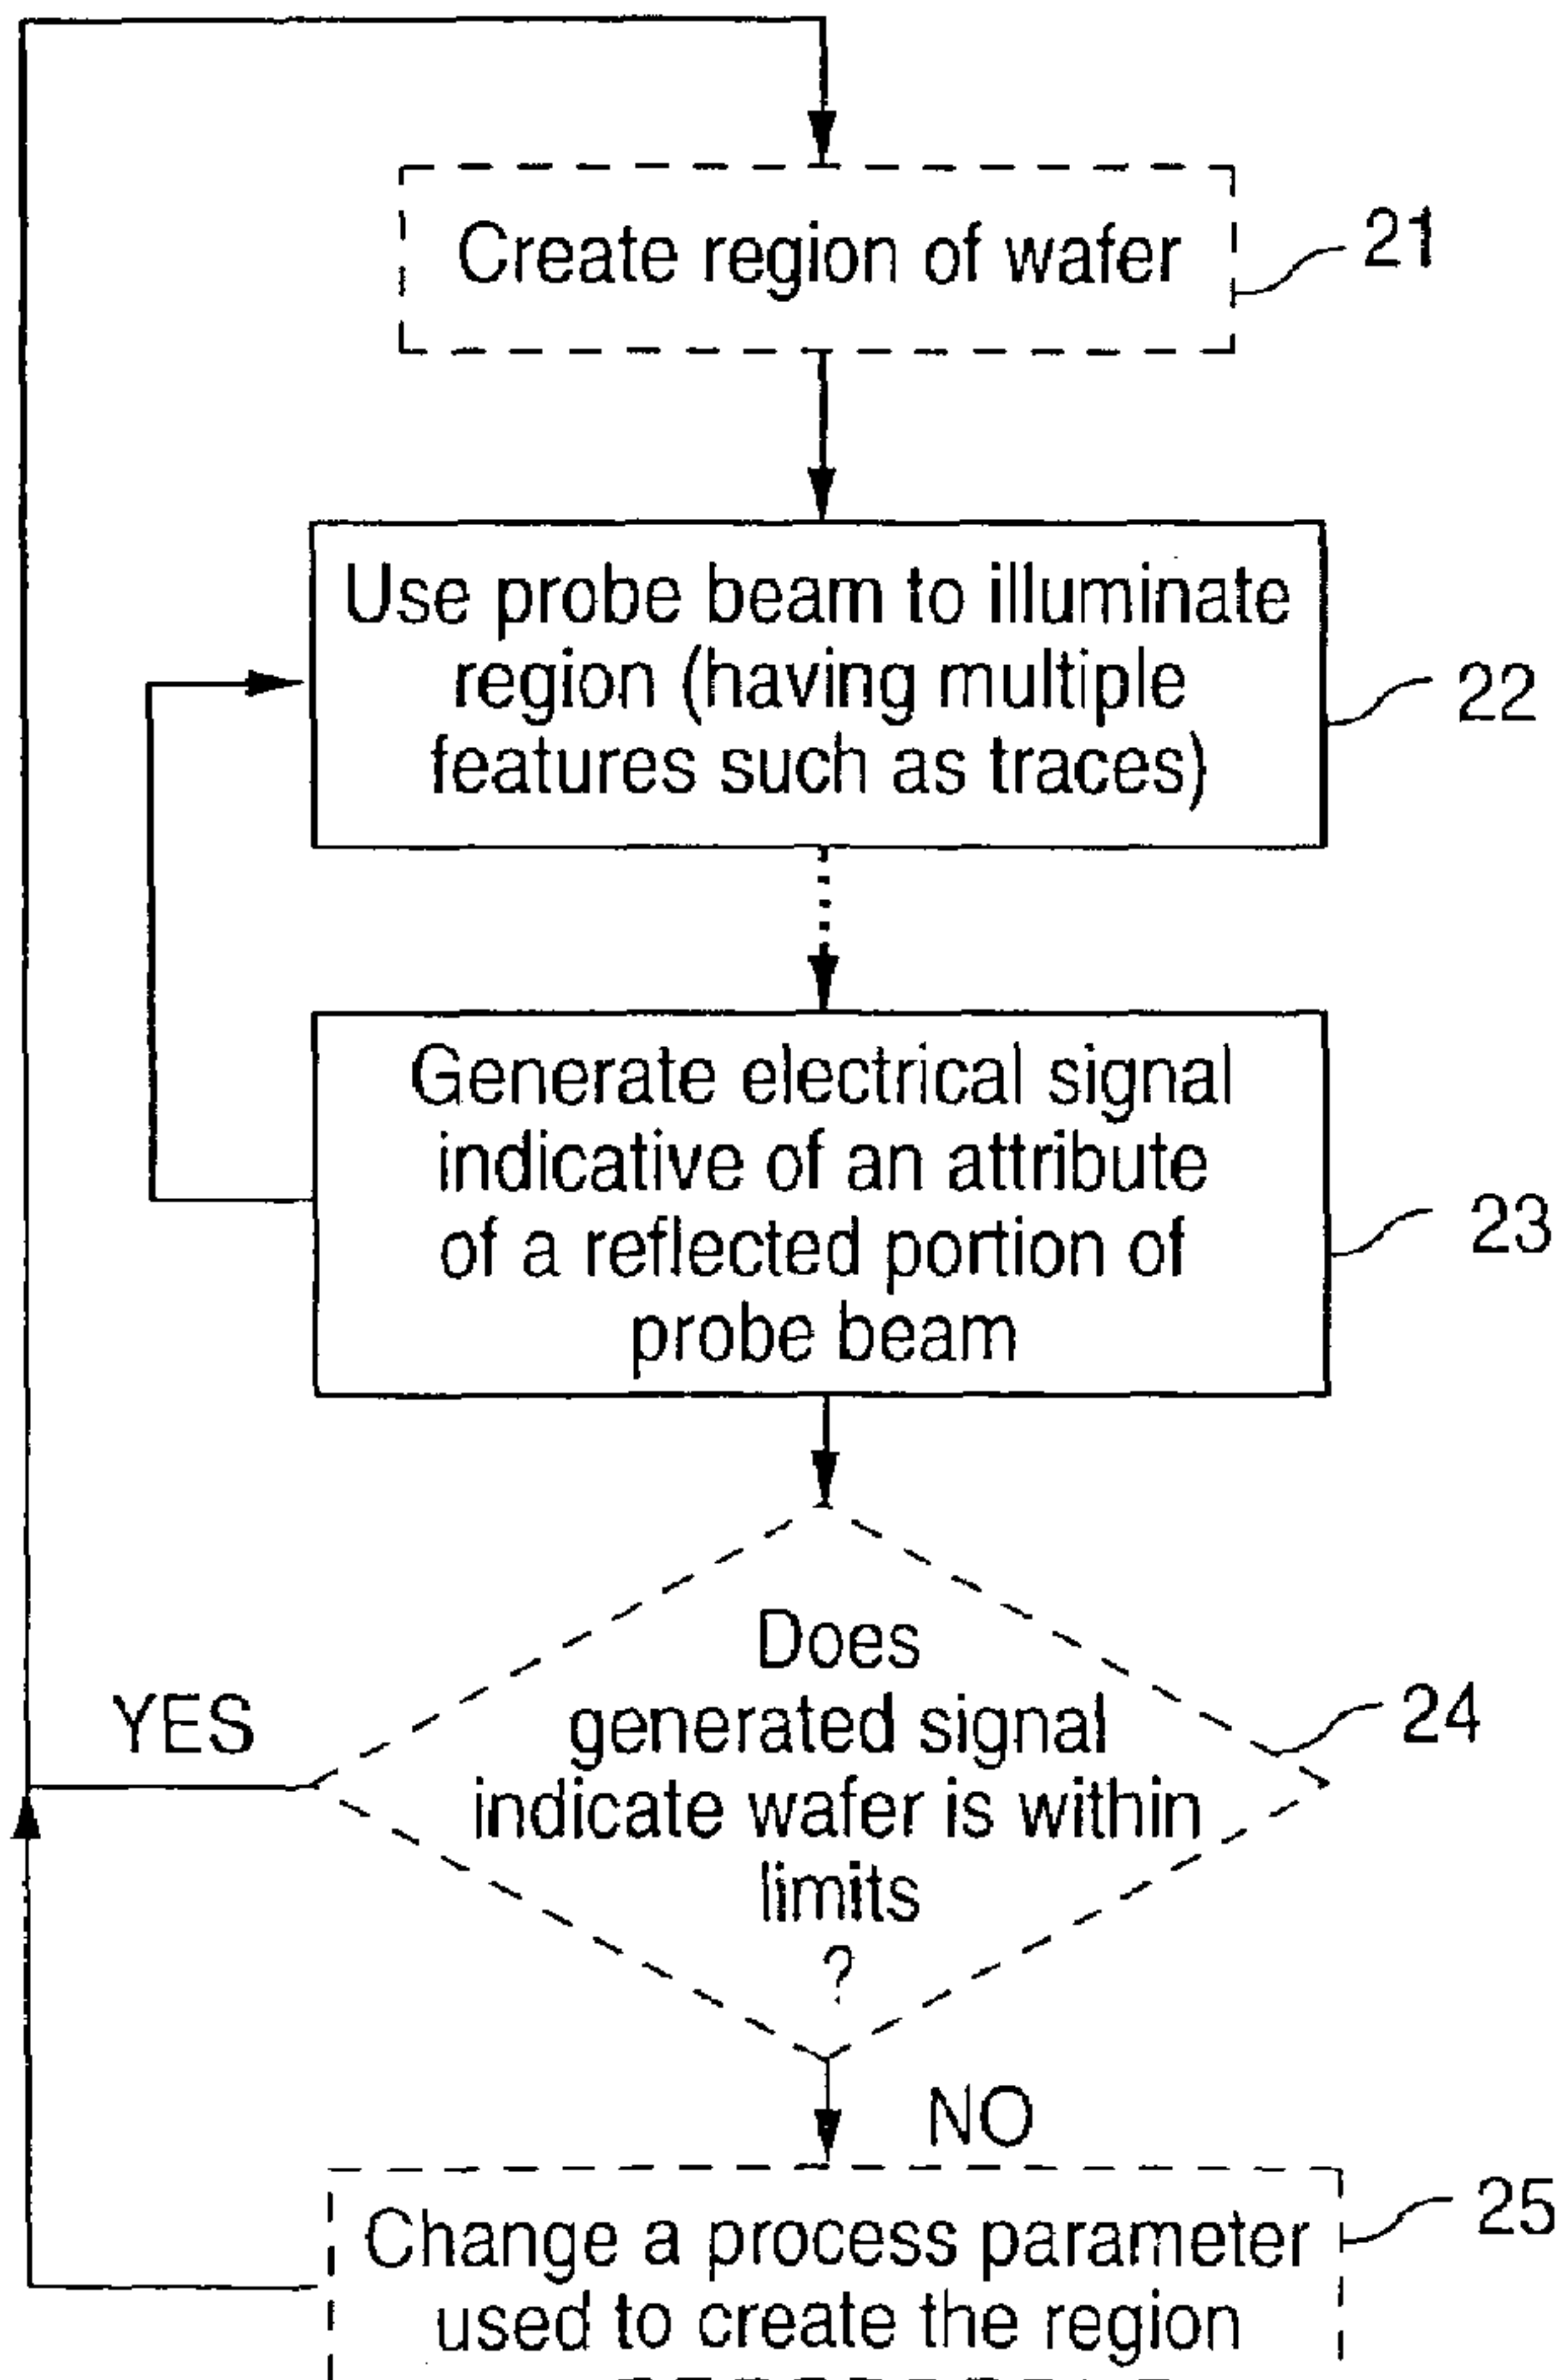 Create region of wafer
21
Use probe beam to illuminate
region (having multiple
features such as traces)
22
Generate electrical signal
indicative of an attribute
of a reflected portion of
probe beam
23
Does
generated signal
indicate wafer is within
limits
?
24
YES
NO
Change a process parameter
used to create the region
25